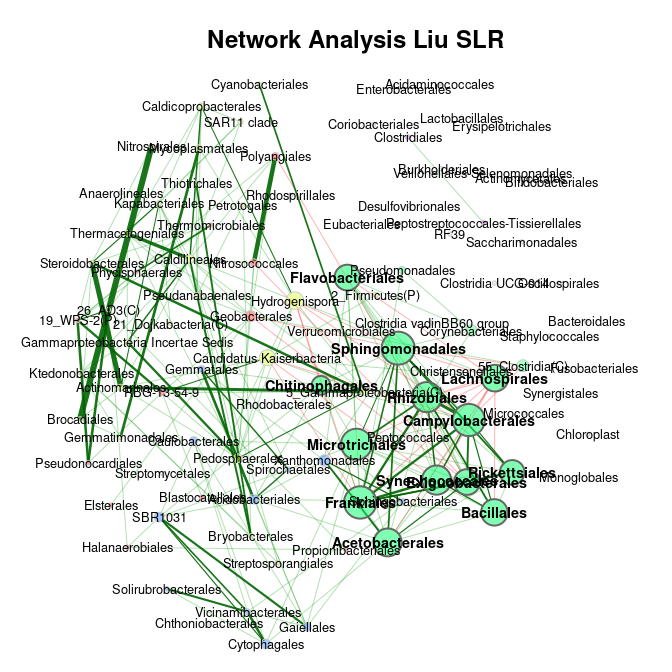 Network Analysis Liu SLR
Cyanobacteriales
Acidaminococcales
Enterobacterales
Caldicoprobacterales
SAR11 clade
Lactobacillales
Coriobacteriales
Erysipelotrichales
Clostridiales
Nitrospirales
Mycoplasmatales
Polyangiales
Burkholderiales
Veillonellales-Selenomonadales
Actinomycetales
Bifidobacteriales
Thiotrichales
Anaerolineales
Rhodospirillales
Kapabacteriales
Petrotogales
Desulfovibrionales
Thermomicrobiales
Eubacteriales
Peptostreptococcales-Tissierellales
Thermacetogeniales
RF39
Saccharimonadales
Steroidobacterales
Calditineales
Nitrosococcales
Phycisphaerales
Pseudomonadales
Flavobacteriales
Clostridia UCG-014
Oscillospirales
Pseudanabaenales
Hydrogenispora
2_Firmicutes(P)
26_AD3(C)
Geobacterales
19_WPS-2(P)
21_Dojkabacteria(C)
Clostridia vadinBB60 group
Bacteroidales
Verrucomicrobiales
Corynebacteriales
Staphylococcales
Gammaproteobacteria Incertae Sedis
Sphingomonadales
Candidatus Kaiserbacteria
Gemmatales
55_Clostridia(C)
Fusobacteriales
Ktedonobacterales
Christensenellales
Lachnospirales
Actinomarinales
RBG-13-54-9
Chitinophagales
5_Gammaproteobacteria(C)
Rhizobiales
Synergistales
Rhodobacterales
Micrococcales
Brocadiales
Campylobacterales
Gemmatimonadales
Caulobacterales
Microtrichales
Peptococcales
Chloroplast
Pseudonocardiales
Pedosphaerales
Xanthomonadales
Spirochaetales
Streptomycetales
Rickettsiales
Monoglobales
Blastocatellales
Acidobacteriales
Frankiales
Elsterales
SBR1031
Bacillales
Bryobacterales
Acetobacterales
Halanaerobiales
Propionibacteriales
Streptosporangiales
Solirubrobacterales
Vicinamibacterales
Chthoniobacterales
Gaiellales
Cytophagales